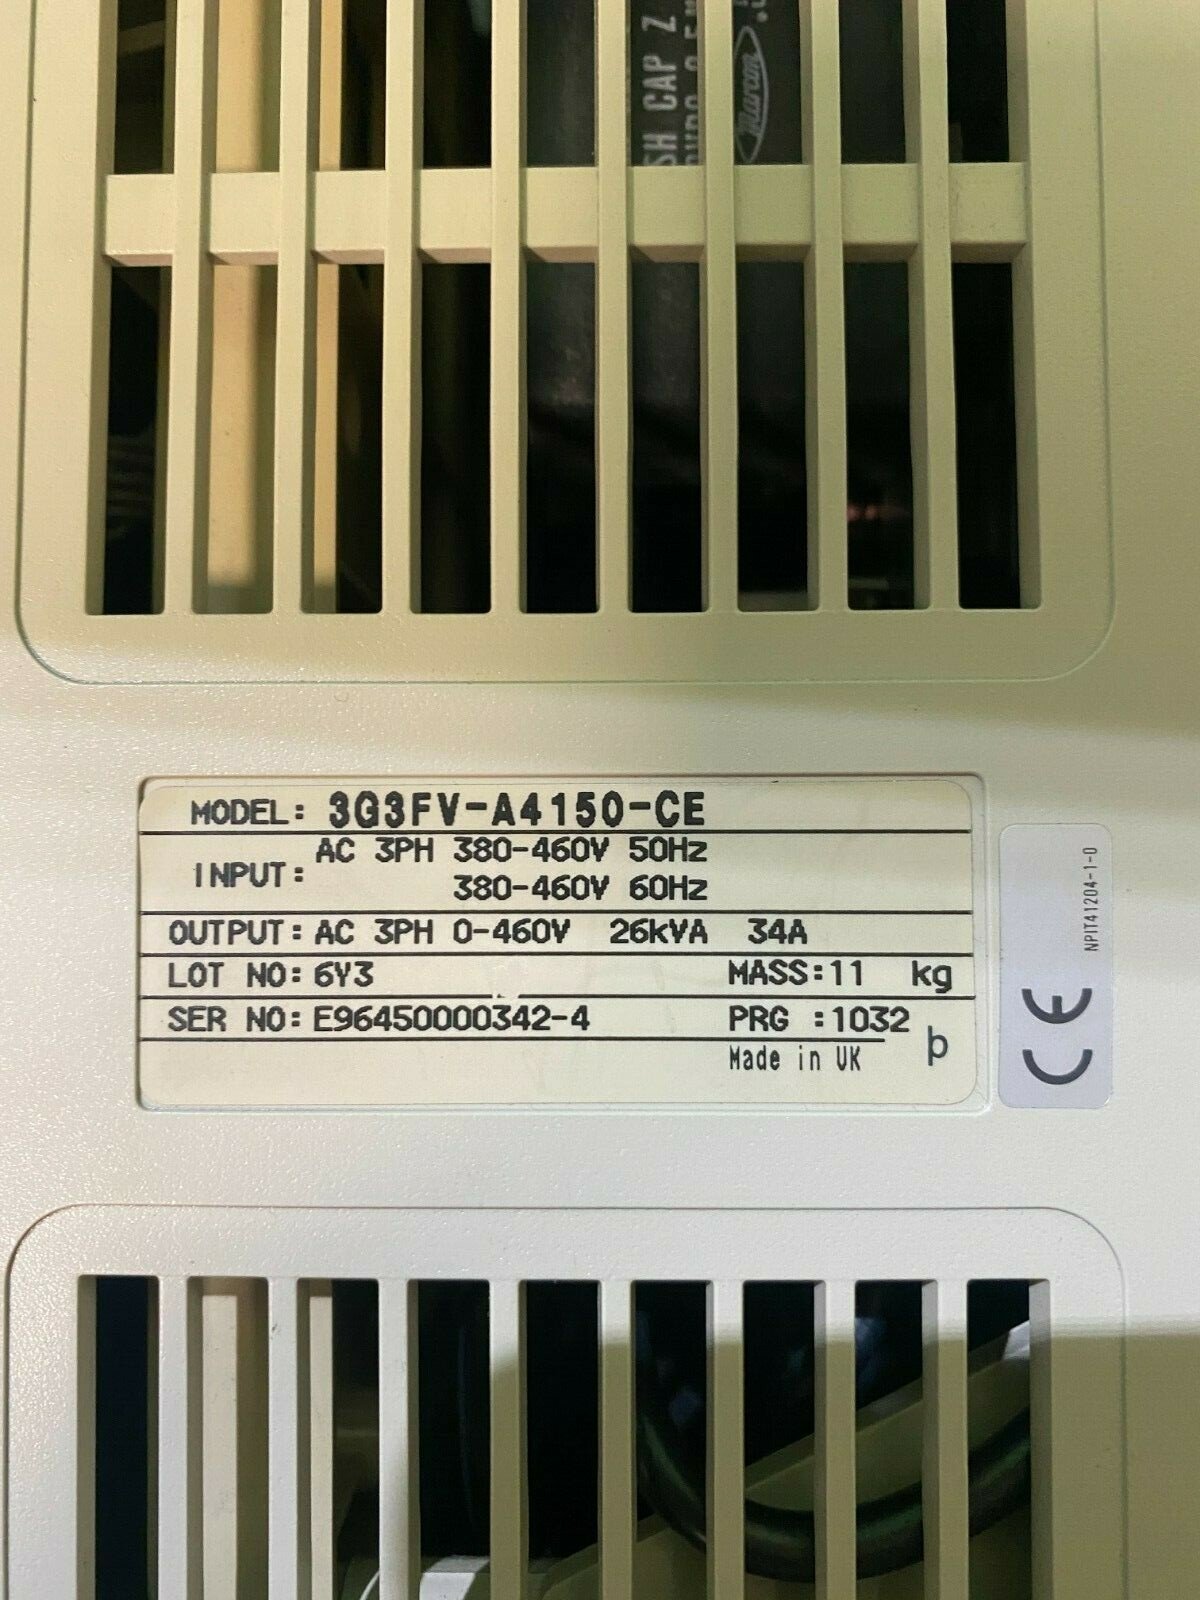 SH CAP Z
Marcon
MODEL: 3G3FV-A4150-CE
INPUT: AC 3PH 380-460V 50Hz
380-460V 60Hz
OUTPUT: AC 3PH 0-460V 26kVA 34A
LOT NO: 6Y3 MASS:11 kg
SER NO: E96450000342-4 PRG :1032
Made in UK þ
CE
NPIT41204-1-0